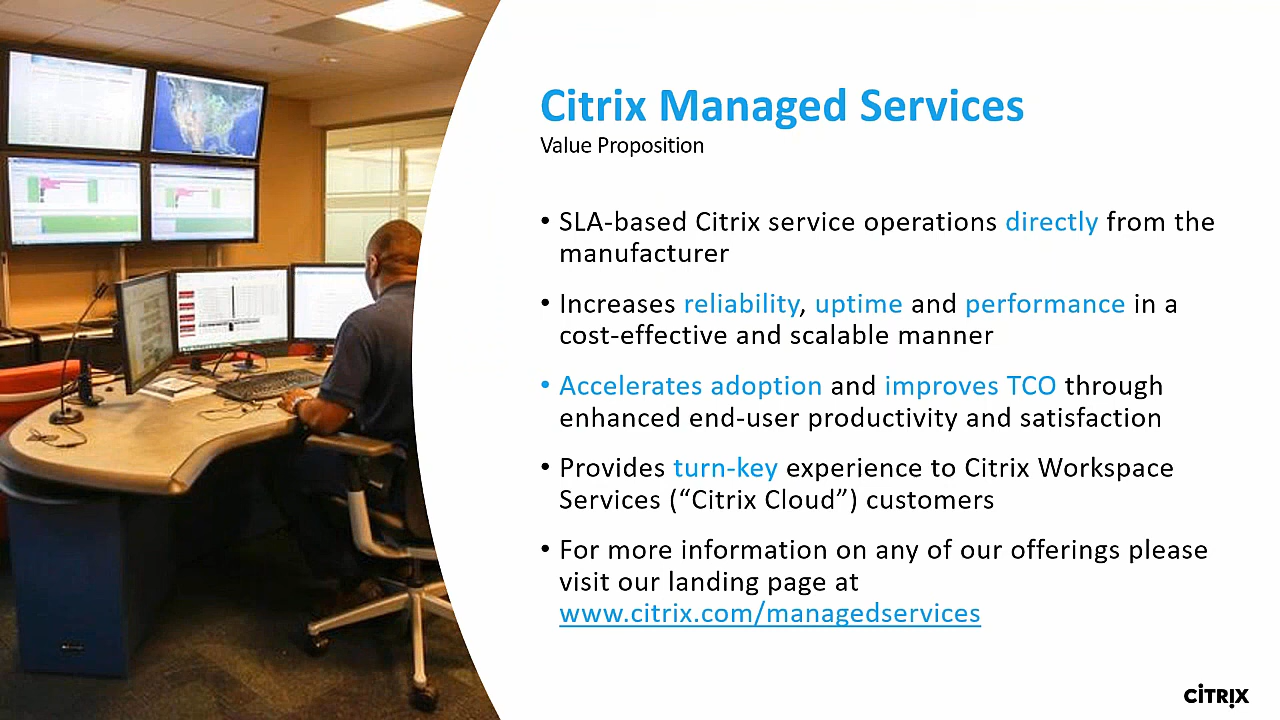 Citrix Managed Services
Value Proposition
• SLA-based Citrix service operations directly from the
manufacturer
• Increases reliability, uptime and performance in a
cost-effective and scalable manner
• Accelerates adoption and improves TCO through
enhanced end-user productivity and satisfaction
• Provides turn-key experience to Citrix Workspace
Services (“Citrix Cloud”) customers
• For more information on any of our offerings please
visit our landing page at
www.citrix.com/managedservices
CİTRIX